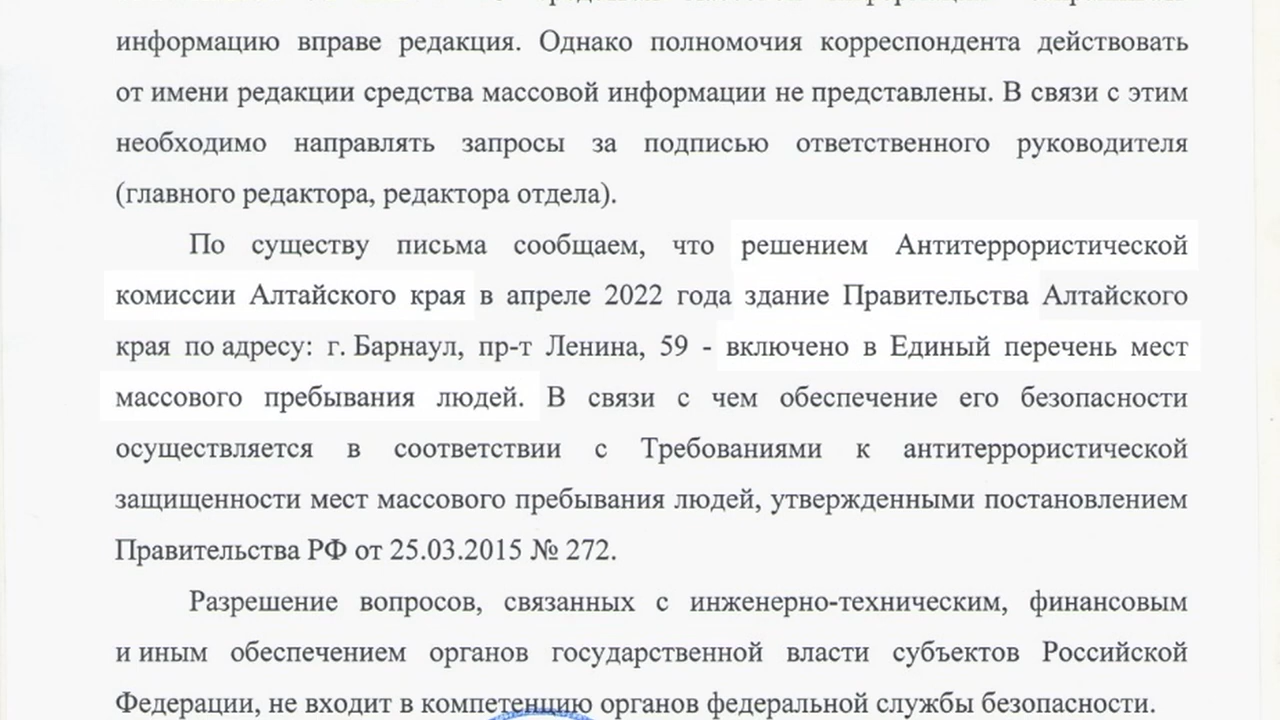 информацию вправе редакция. Однако полномочия корреспондента действовать
от имени редакции средства массовой информации не представлены. В связи с этим
необходимо направлять запросы за подписью ответственного руководителя
(главного редактора, редактора отдела).
По существу письма сообщаем, что решением Антитеррористической
комиссии Алтайского края в апреле 2022 года здание Правительства Алтайского
края по адресу: г. Барнаул, пр-т Ленина, 59 - включено в Единый перечень мест
массового пребывания людей. В связи с чем обеспечение его безопасности
осуществляется в соответствии с Требованиями к антитеррористической
защищенности мест массового пребывания людей, утвержденными постановлением
Правительства РФ от 25.03.2015 № 272.
Разрешение вопросов, связанных с инженерно-техническим, финансовым
и иным обеспечением органов государственной власти субъектов Российской
Федерации, не входит в компетенцию органов федеральной службы безопасности.